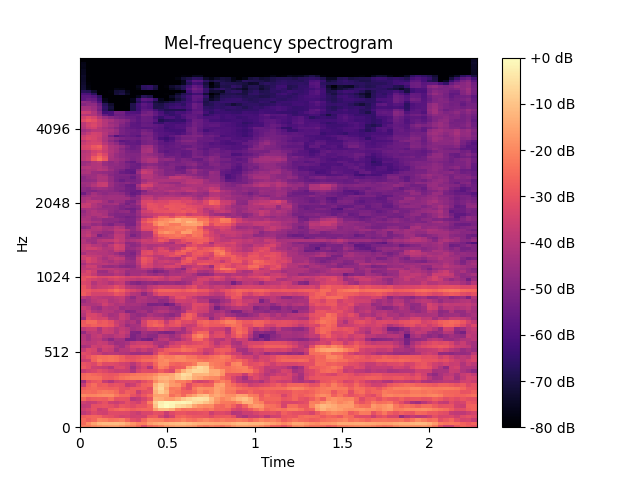 Mel-frequency spectrogram
+0 dB
-10 dB
-20 dB
-30 dB
-40 dB
-50 dB
-60 dB
-70 dB
-80 dB
4096
2048
1024
512
0
Hz
0
0.5
1
1.5
2
Time